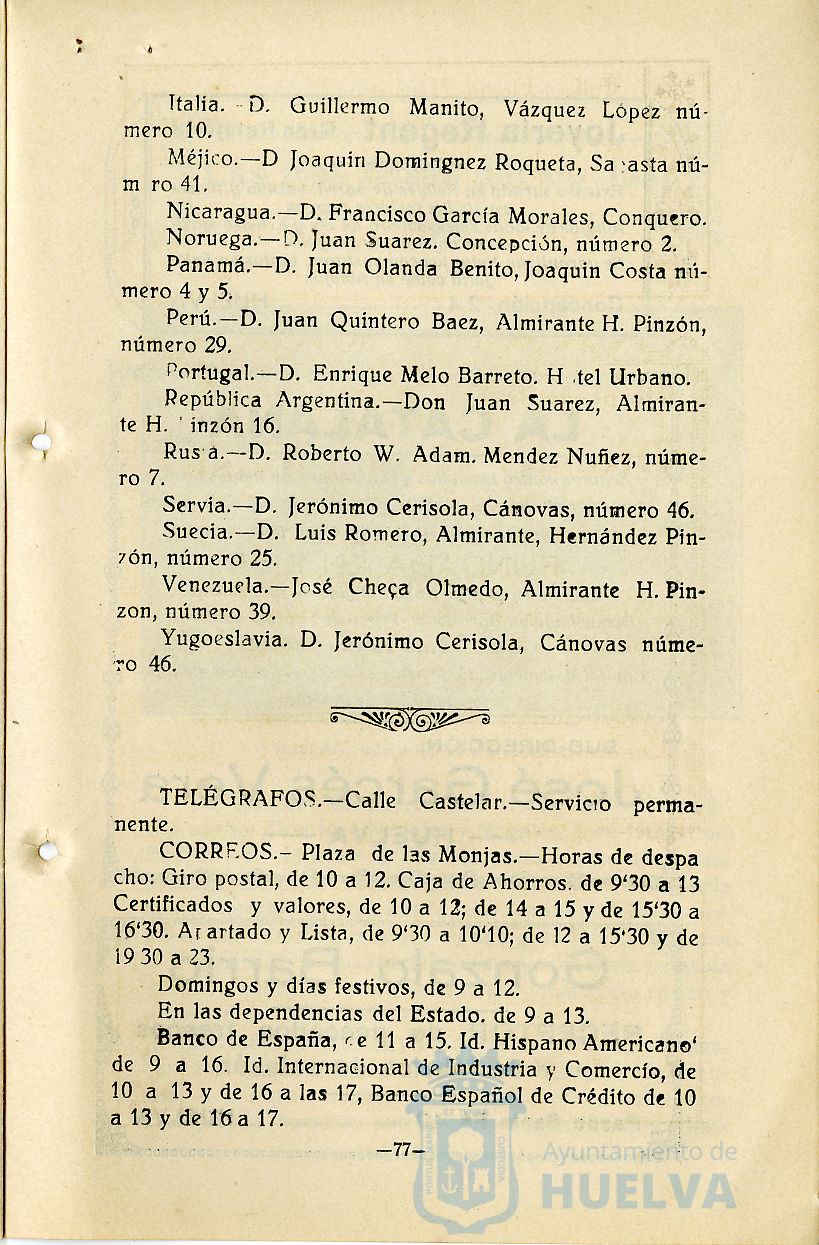 Italia. - D. Guillermo Manito, Vázquez López nú-
mero 10.
Méjico.—D Joaquin Domingnez Roqueta, Sa asta nú-
m ro 41.
Nicaragua.—D. Francisco García Morales, Conquero.
Noruega.—D. Juan Suarez. Concepción, número 2.
Panamá.—D. Juan Olanda Benito, Joaquin Costa nú-
mero 4 y 5.
Perú.—D. Juan Quintero Baez, Almirante H. Pinzón,
número 29.
Portugal.—D. Enrique Melo Barreto. H .tel Urbano.
República Argentina.—Don Juan Suarez, Almiran-
te H. ' inzón 16.
Rus a.—D. Roberto W. Adam. Mendez Nuñez, núme-
ro 7.
Servia.—D. Jerónimo Cerisola, Cánovas, número 46.
Suecia.—D. Luis Romero, Almirante, Hernández Pin-
zón, número 25.
Venezuela.—José Cheça Olmedo, Almirante H. Pin-
zon, número 39.
Yugoeslavia. D. Jerónimo Cerisola, Cánovas núme-
ro 46.
TELÉGRAFOS.—Calle Castelar.—Servicio perma-
nente.
CORREOS.- Plaza de las Monjas.—Horas de despa
cho: Giro postal, de 10 a 12. Caja de Ahorros. de 9‘30 a 13
Certificados y valores, de 10 a 12; de 14 a 15 y de 15‘30 a
16‘30. Apartado y Lista, de 9‘30 a 10‘10; de 12 a 15‘30 y de
19 30 a 23.
Domingos y días festivos, de 9 a 12.
En las dependencias del Estado. de 9 a 13.
Banco de España, de 11 a 15. Id. Hispano Americano‘
de 9 a 16. Id. Internacional de Industria y Comercío, de
10 a 13 y de 16 a las 17, Banco Español de Crédito de 10
a 13 y de 16 a 17.
—77—
Ayuntamiento de
HUELVA